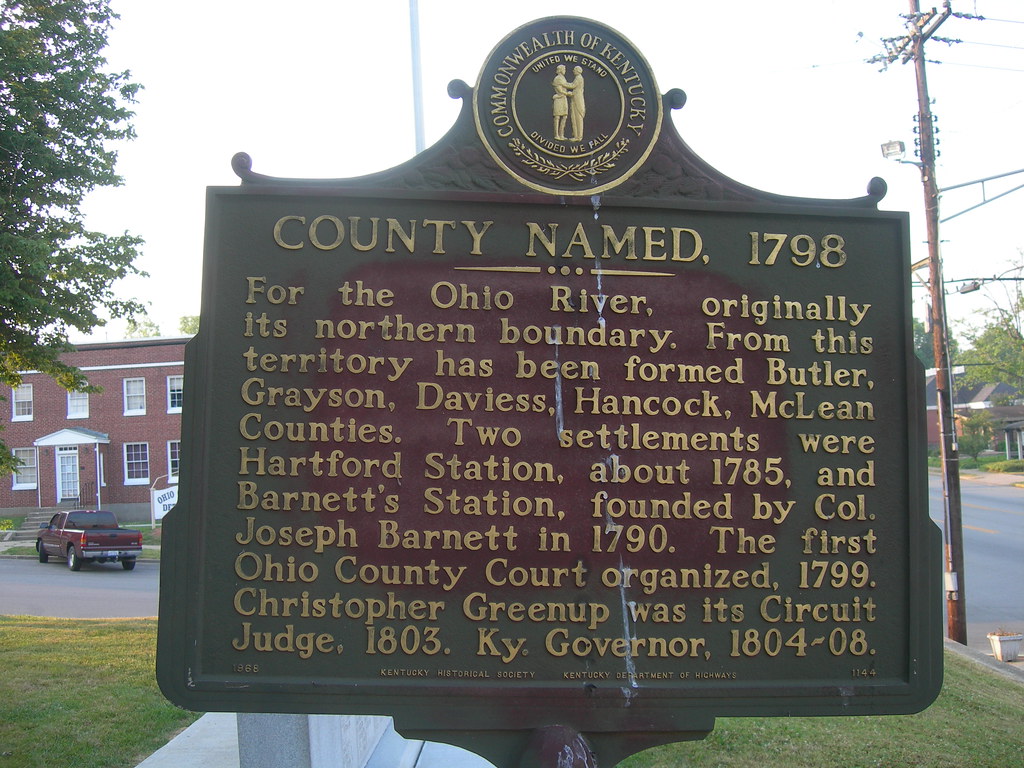 COMMONWEALTH OF KENTUCKY
UNITED WE STAND
DIVIDED WE FALL
COUNTY NAMED, 1798
For the Ohio River, originally
its northern boundary. From this
territory has been formed Butler,
Grayson, Daviess, Hancock, McLean
Counties. Two settlements were
Hartford Station, about 1785, and
Barnett's Station, founded by Col.
Joseph Barnett in 1790. The first
Ohio County Court organized, 1799.
Christopher Greenup was its Circuit
Judge, 1803. Ky. Governor, 1804-08.
1968 KENTUCKY HISTORICAL SOCIETY KENTUCKY DEPARTMENT OF HIGHWAYS 1144
OHIO